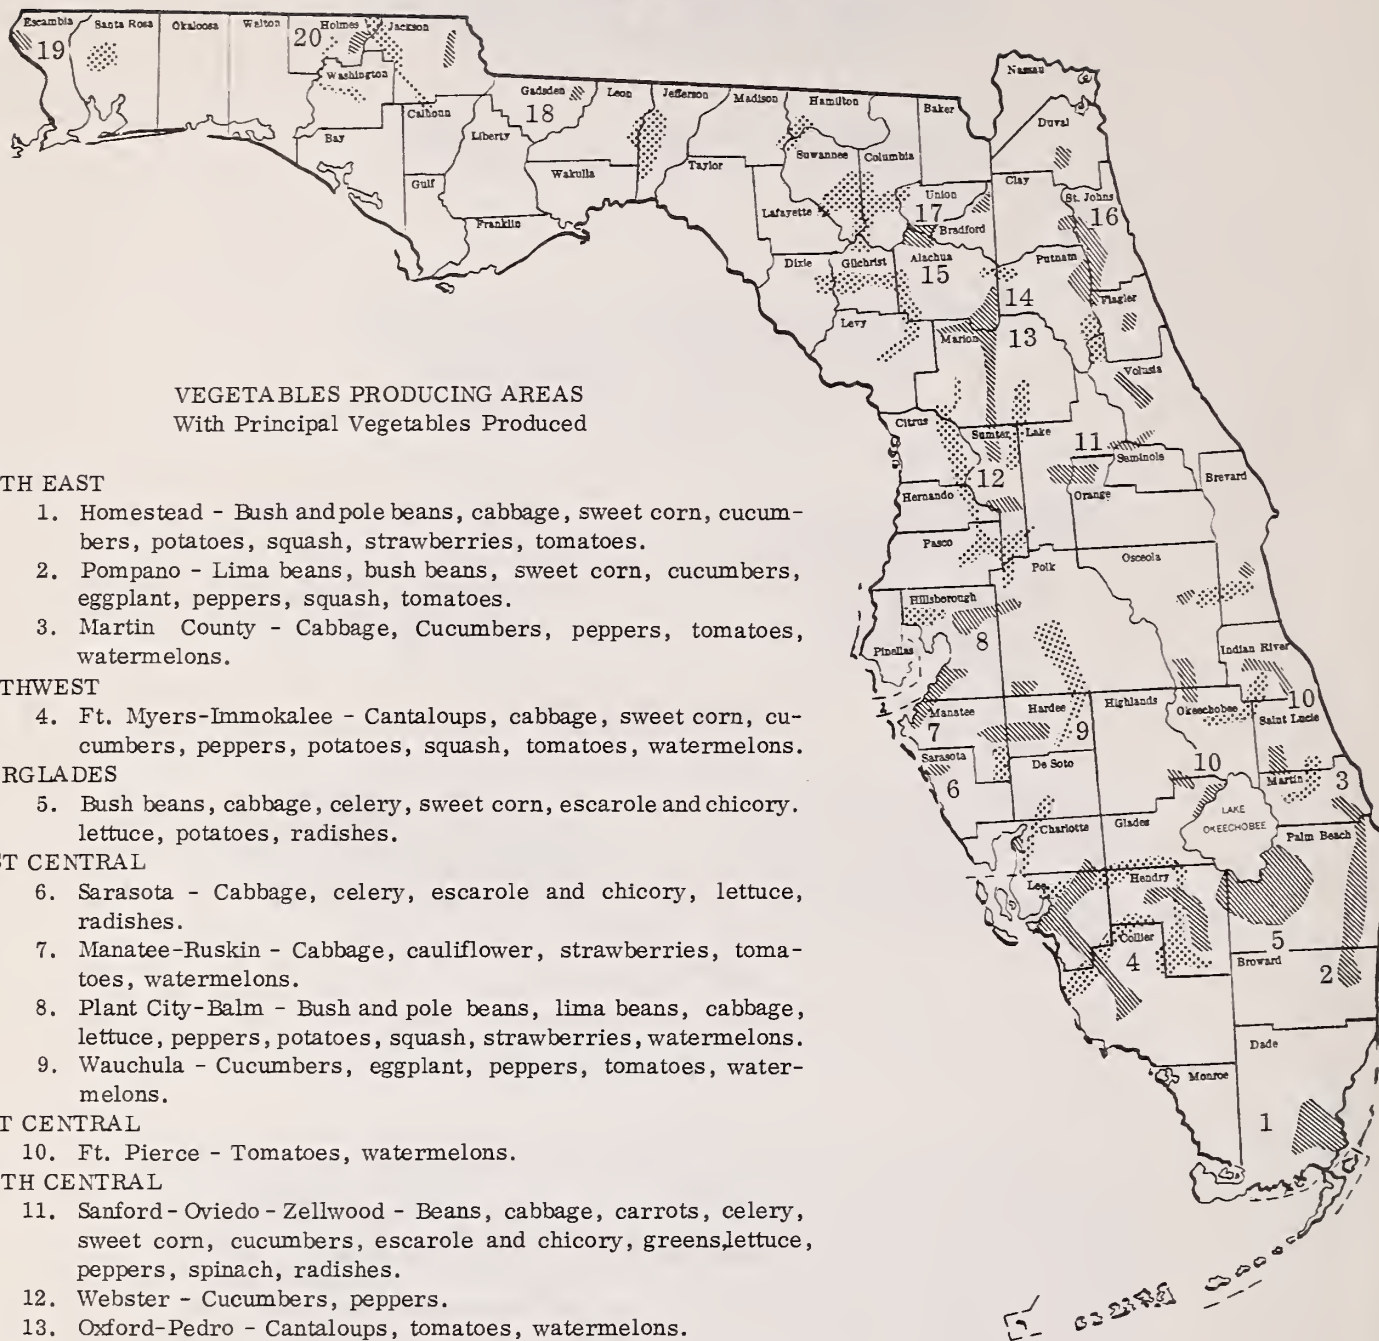 Escambia
Santa Rosa
Okaloosa
Walton
Holmes
Jackson
19
20
Washington
Bay
Calhoun
Gulf
Liberty
Gadsden
18
Leon
Jefferson
Madison
Hamilton
Wakulla
Franklin
Taylor
Suwannee
Columbia
Baker
Nassau
Duval
Lafayette
Union
17
Bradford
Clay
St. Johns
16
Dixie
Gilchrist
Alachua
15
Putnam
14
Flagler
Levy
Marion
13
Volusia
Citrus
Sumter
Lake
11
Seminole
12
Hernando
Orange
Brevard
Pasco
Polk
Osceola
Hillsborough
8
Pinellas
Indian River
Manatee
7
Hardee
9
Highlands
Okeechobee
10
Saint Lucie
Sarasota
6
De Soto
10
Martin
3
Charlotte
Glades
LAKE
OKEECHOBEE
Palm Beach
Lee
Hendry
5
Collier
4
Broward
2
Dade
Monroe
1
VEGETABLES PRODUCING AREAS
With Principal Vegetables Produced
TH EAST
1. Homestead - Bush and pole beans, cabbage, sweet corn, cucum-
bers, potatoes, squash, strawberries, tomatoes.
2. Pompano - Lima beans, bush beans, sweet corn, cucumbers,
eggplant, peppers, squash, tomatoes.
3. Martin County - Cabbage, Cucumbers, peppers, tomatoes,
watermelons.
THWEST
4. Ft. Myers-Immokalee - Cantaloups, cabbage, sweet corn, cu-
cumbers, peppers, potatoes, squash, tomatoes, watermelons.
RGLADES
5. Bush beans, cabbage, celery, sweet corn, escarole and chicory.
lettuce, potatoes, radishes.
ST CENTRAL
6. Sarasota - Cabbage, celery, escarole and chicory, lettuce,
radishes.
7. Manatee-Ruskin - Cabbage, cauliflower, strawberries, toma-
toes, watermelons.
8. Plant City-Balm - Bush and pole beans, lima beans, cabbage,
lettuce, peppers, potatoes, squash, strawberries, watermelons.
9. Wauchula - Cucumbers, eggplant, peppers, tomatoes, water-
melons.
T CENTRAL
10. Ft. Pierce - Tomatoes, watermelons.
TH CENTRAL
11. Sanford - Oviedo - Zellwood - Beans, cabbage, carrots, celery,
sweet corn, cucumbers, escarole and chicory, greens,lettuce,
peppers, spinach, radishes.
12. Webster - Cucumbers, peppers.
13. Oxford-Pedro - Cantaloups, tomatoes, watermelons.